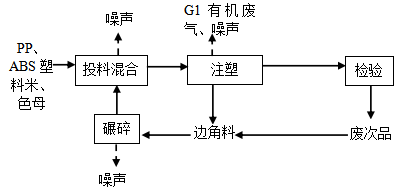 噪声
G1 有机废
气、噪声
PP、
ABS 塑
料米、
色母
投料混合
注塑
检验
碾碎
边角料
废次品
噪声